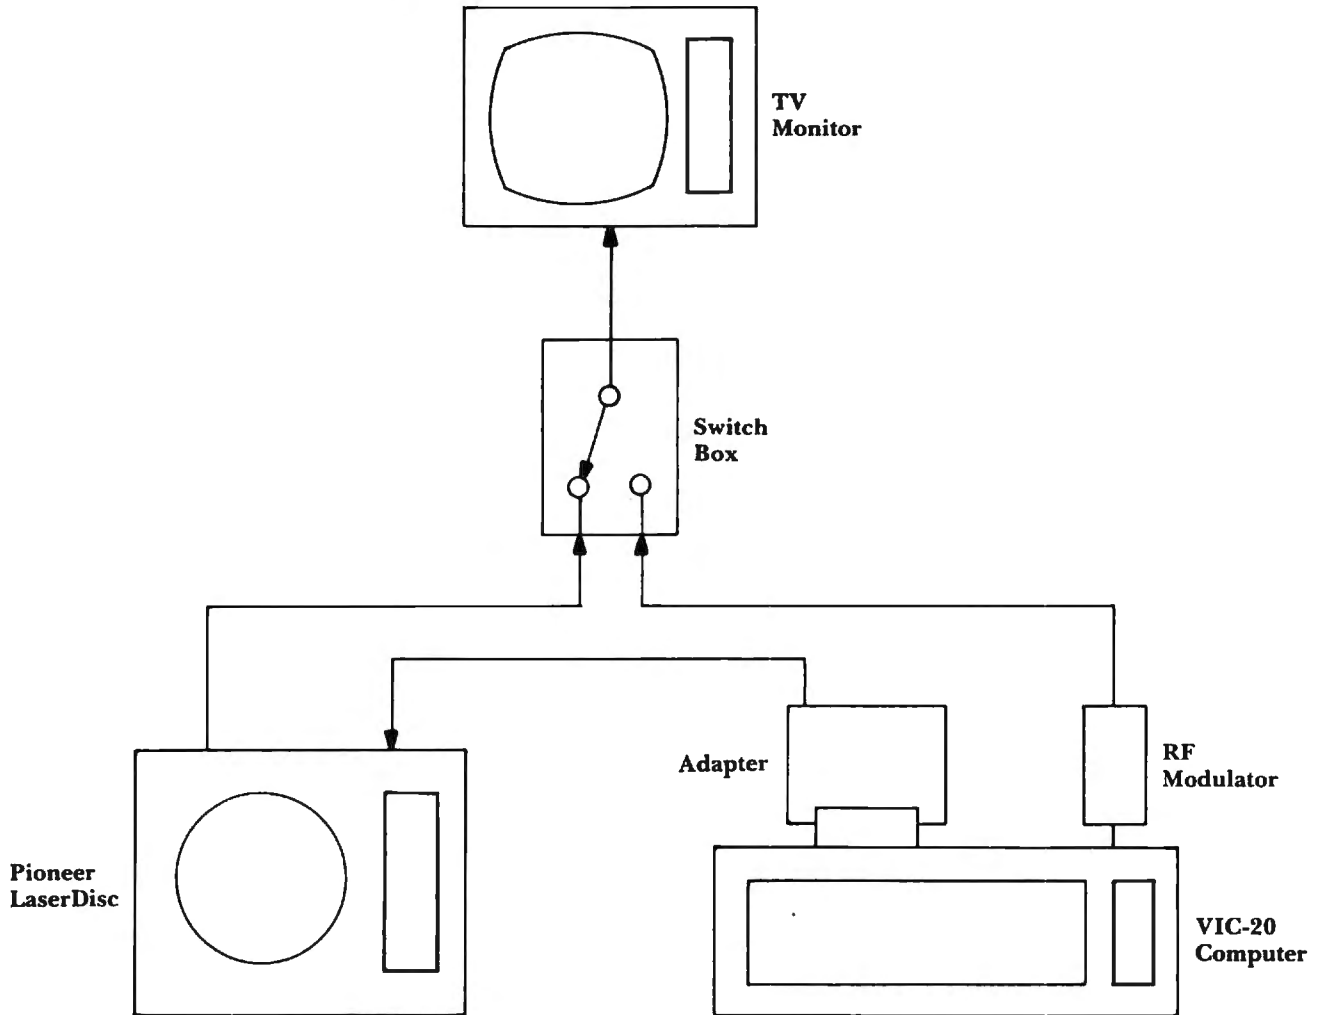 TV
Monitor
Switch
Box
Adapter
RF
Modulator
Pioneer
LaserDisc
VIC-20
Computer